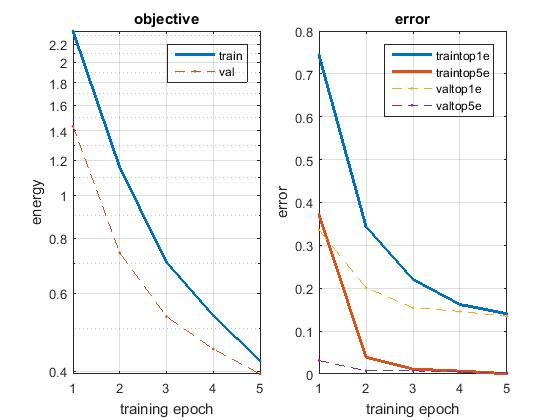 objective
energy
2.2
2
1.8
1.6
1.4
1.2
1
0.8
0.6
0.4
1 2 3 4 5
training epoch
train
val
error
error
0.8
0.7
0.6
0.5
0.4
0.3
0.2
0.1
0
1 2 3 4 5
training epoch
traintop1e
traintop5e
valtop1e
valtop5e